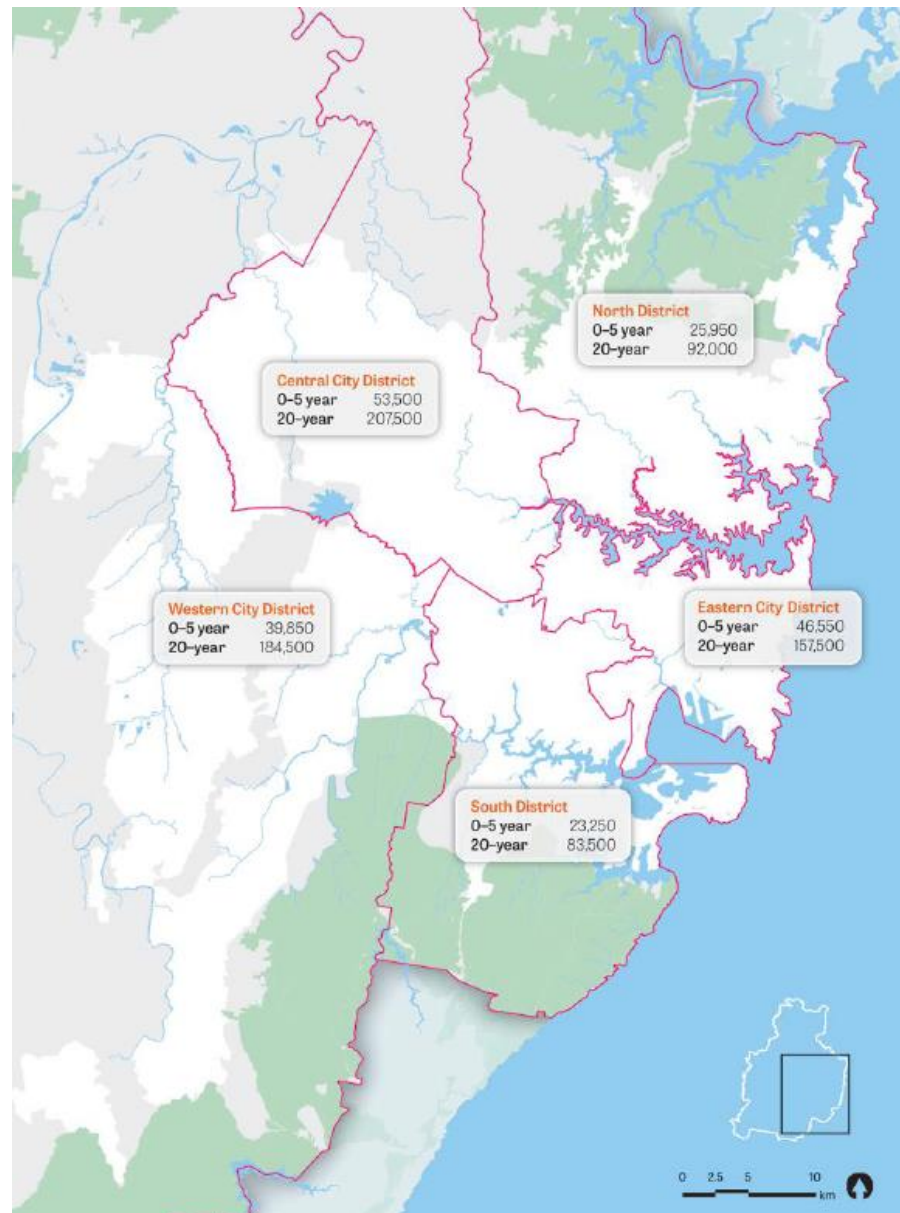 North District
0–5 year 25,950
20–year 92,000
Central City District
0–5 year 53,500
20–year 207,500
Western City District
0–5 year 39,850
20–year 184,500
Eastern City District
0–5 year 46,550
20–year 157,500
South District
0–5 year 23,250
20–year 83,500
0 2.5 5 10
km